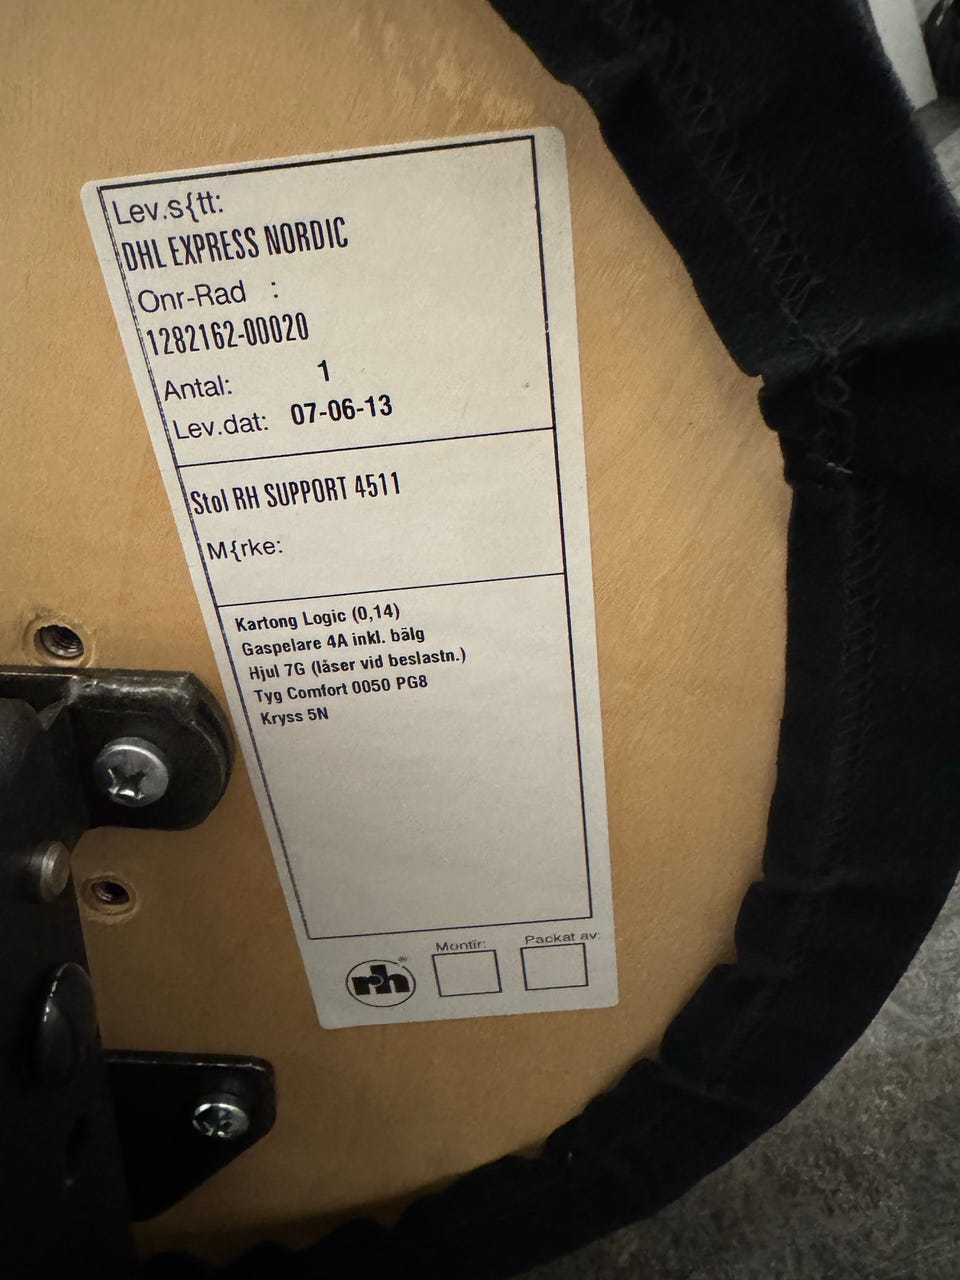 Lev.s{tt:
DHL EXPRESS NORDIC
Onr-Rad :
1282162-00020
Antal: 1
Lev.dat: 07-06-13
Stol RH SUPPORT 4511
M{rke:
Kartong Logic (0,14)
Gaspelare 4A inkl. bälg
Hjul 7G (låser vid beslastn.)
Tyg Comfort 0050 PG8
Kryss 5N
rh®
Montir:
Packat av: